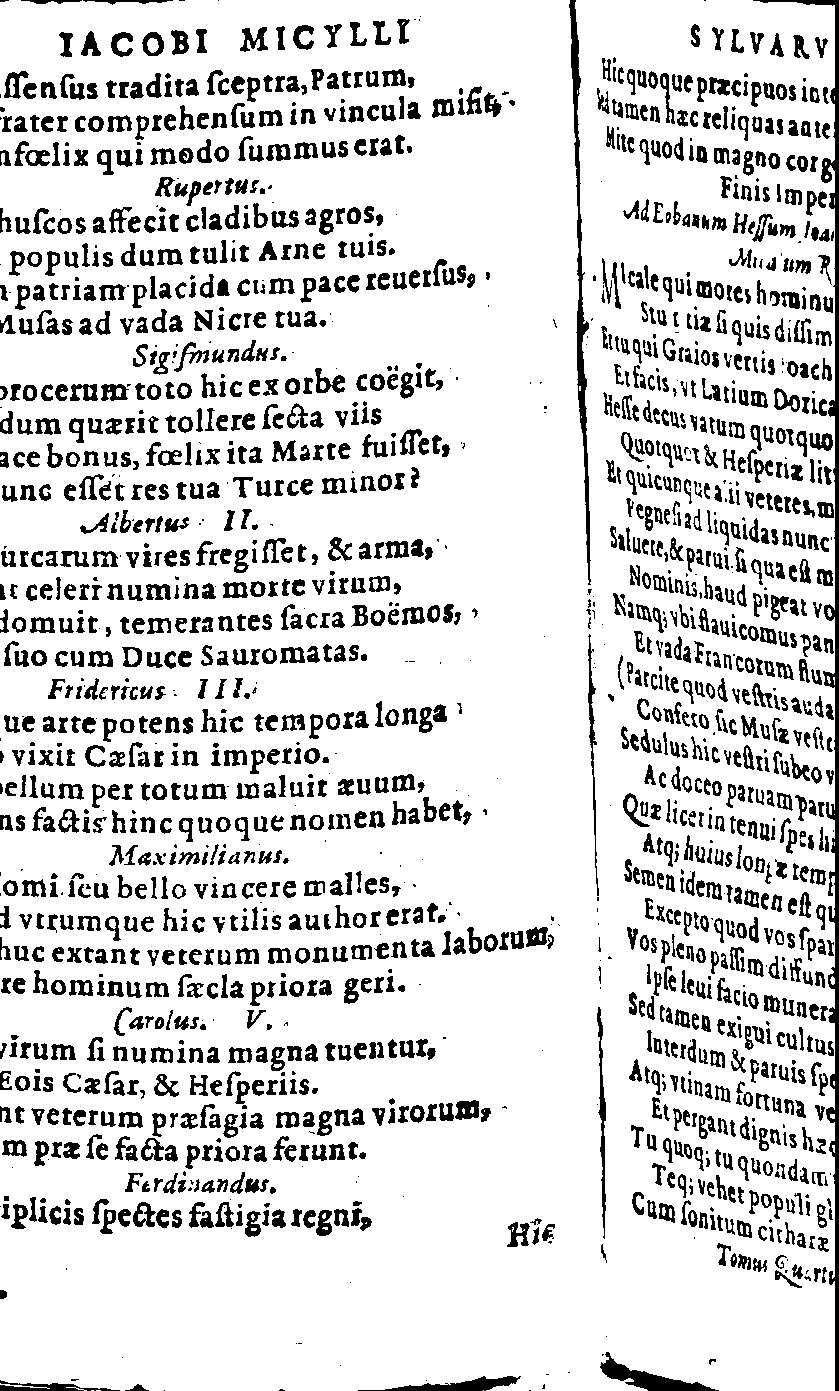 IACOBI MICYLLI
ſſenſus tradita ſceptra, Patrum,
frater comprehenſum in vincula miſit,
nfœlix qui modo ſummus erat.
Rupertus.
huſcos affecit cladibus agros,
populis dum tulit Arne tuis.
patriam placida cum pace reuerſus,
Muſas ad vada Nicre tua.
Sigiſmundus.
procerum toto hic ex orbe coëgit,
dum quærit tollere ſecta viis
ace bonus, fœlix ita Marte fuiſſet,
unc eſſet res tua Turce minor?
Albertus II.
urcarum vires fregiſſet, & arma,
nt celeri numina morte virum,
domuit, temerantes ſacra Boëmos,
ſuo cum Duce Sauromatas.
Fridericus III.
ue arte potens hic tempora longa
vixit Cæſar in imperio.
bellum per totum maluit æuum,
ns factis hinc quoque nomen habet,
Maximilianus.
omi ſeu bello vincere malles,
d vtrumque hic vtilis author erat.
huc extant veterum monumenta laborum,
re hominum ſæcla priora geri.
Carolus. V.
virum ſi numina magna tuentur,
Eois Cæſar, & Heſperiis.
nt veterum præſagia magna virorum,
m præ ſe facta priora ferunt.
Ferdinandus.
iplicis ſpectes faſtigia regni,
Hic
SYLVARV
Hic quoque præcipuos inte
Sed tamen hæc reliquas ante
Mite quod in magno cor g
Finis Imper
Ad Eobanum Heſſum Ioa
Micale qui mores hominu
Stu t tiæ ſi quis diſſim
Et tu qui Graios vertis
Et facis, vt Latium Dorica
Heſſe decus vatum quotquo
Quotquot & Heſperiæ lit
Et quicunque alii veteres, m
Pegneſi ad liquidas nunc
Saluete, & parui ſi qua eſt m
Nominis, haud pigeat vo
Namq; vbi flauicomus pan
Et vada Francorum flum
(Parcite quod veſtris auda
Confero ſic Muſæ veſt
Sedulus hic veſtri ſubeo v
Ac doceo paruam paru
Quæ licet in tenui ſpes hi
Atq; huius longæ temp
Semen idem tamen eſt qu
Excepto quod vos ſpar
Vos pleno paſſim diffund
Ipſe leui facio munera
Sed tamen exigui cultus
Interdum & paruis ſpe
Atq; vtinam fortuna ve
Et pergant dignis hæc
Tu quoq; tu quondam
Teq; vehet populi gl
Cum ſonitum citharæ
Tomus Quartu